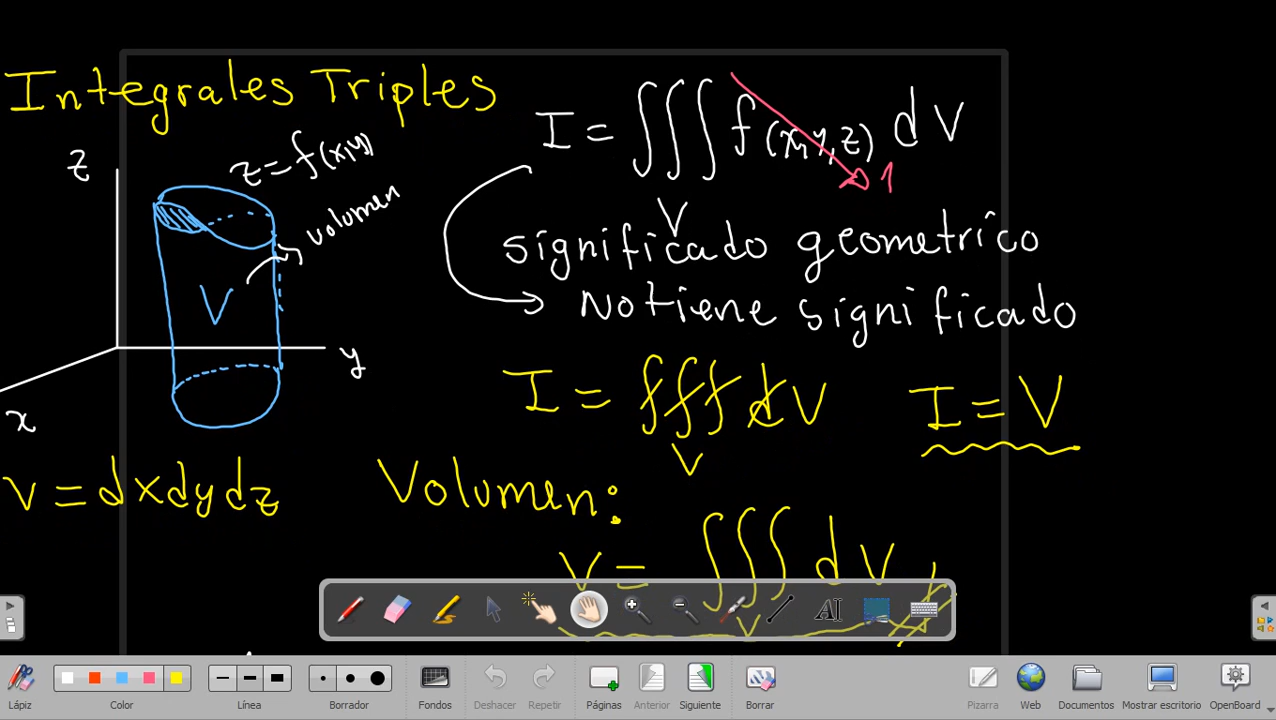 Integrales Triples
I = ∫∫∫ f(x,y,z) dV
V
1
z
z = f(x,y)
volumen
V
y
x
significado geometrico
No tiene significado
I = ∫∫∫ dV
V
I = V
V = dxdydz
Volumen:
V = ∫∫∫ dV
V
AI
Lápiz
Color
Línea
Borrador
Fondos
Deshacer
Repetir
Páginas
Anterior
Siguiente
Borrar
Pizarra
Web
Documentos
Mostrar escritorio
OpenBoard